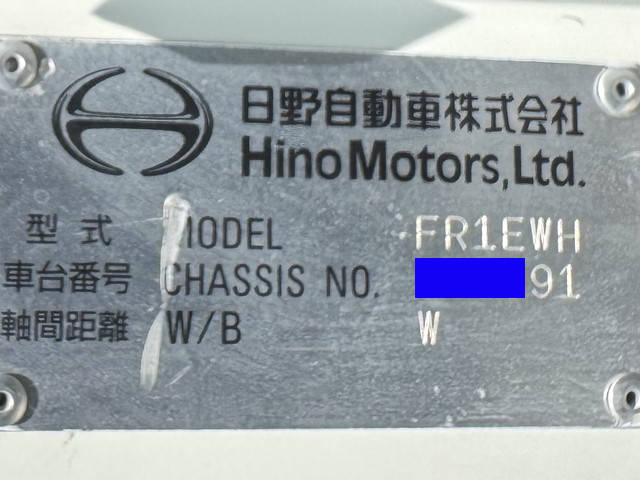 日野自動車株式会社
Hino Motors, Ltd.
型式 MODEL FR1EWH
車台番号 CHASSIS NO. 91
軸間距離 W/B W